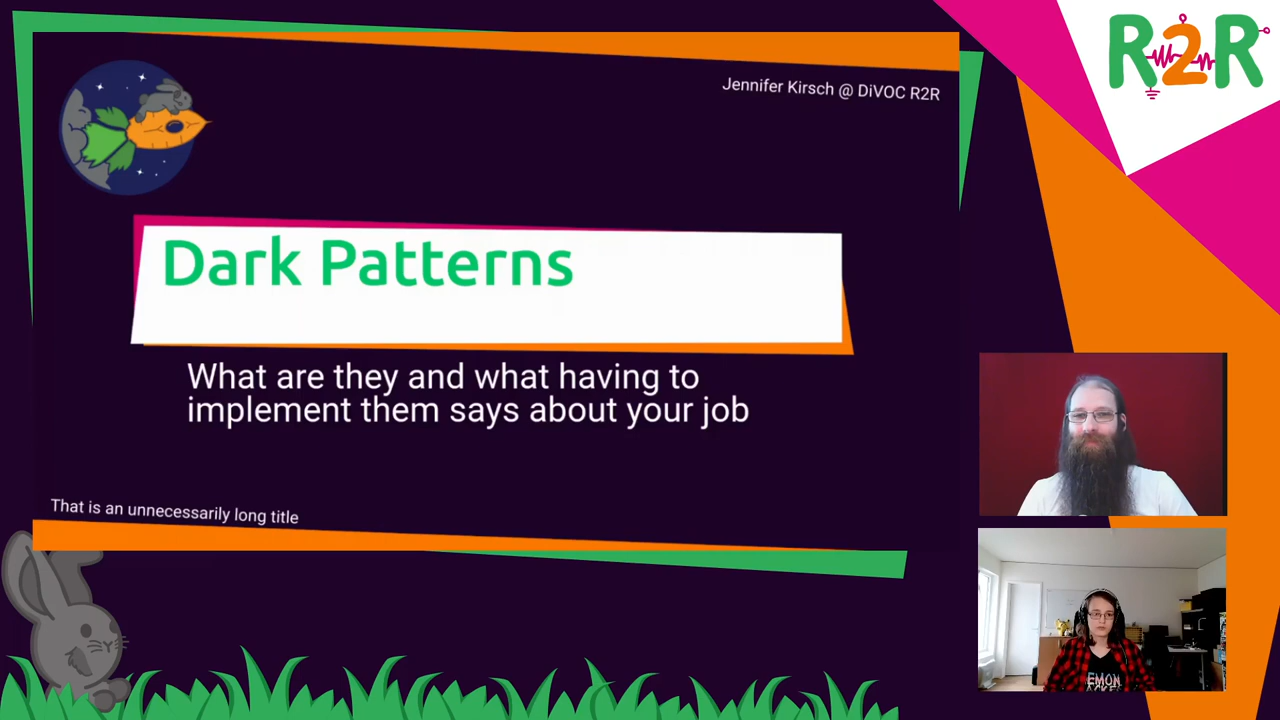 R2R
Jennifer Kirsch @ DiVOC R2R
Dark Patterns
What are they and what having to
implement them says about your job
That is an unnecessarily long title